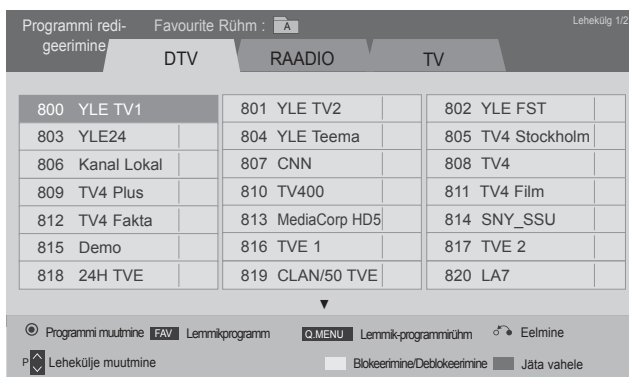 Programmi redi-
geerimine
Favourite Rühm : A
Lehekülg 1/2
DTV RAADIO TV
800 YLE TV1 801 YLE TV2 802 YLE FST
803 YLE24 804 YLE Teema 805 TV4 Stockholm
806 Kanal Lokal 807 CNN 808 TV4
809 TV4 Plus 810 TV400 811 TV4 Film
812 TV4 Fakta 813 MediaCorp HD5 814 SNY_SSU
815 Demo 816 TVE 1 817 TVE 2
818 24H TVE 819 CLAN/50 TVE 820 LA7
Programmi muutmine FAV Lemmikprogramm Q.MENU Lemmik-programmirühm Eelmine
P Lehekülje muutmine Blokeerimine/Deblokeerimine Jäta vahele